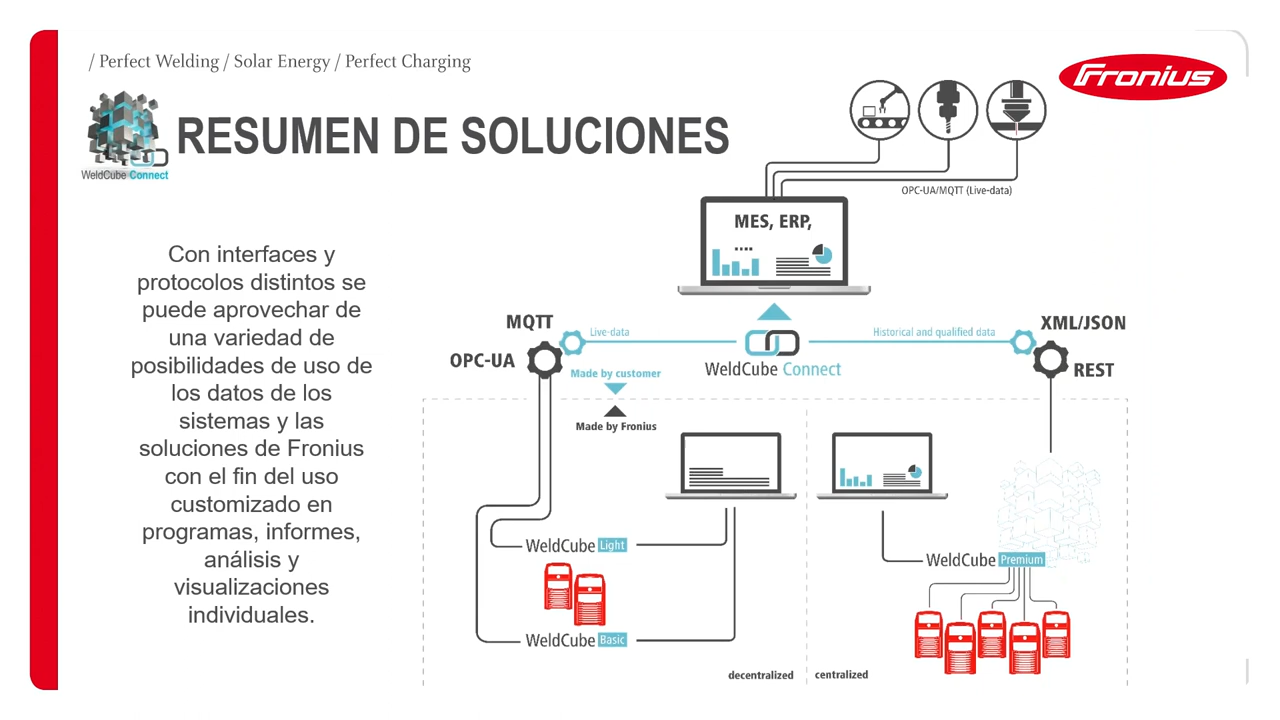 / Perfect Welding / Solar Energy / Perfect Charging
Fronius
WeldCube Connect
RESUMEN DE SOLUCIONES
Con interfaces y
protocolos distintos se
puede aprovechar de
una variedad de
posibilidades de uso de
los datos de los
sistemas y las
soluciones de Fronius
con el fin del uso
customizado en
programas, informes,
análisis y
visualizaciones
individuales.
OPC-UA/MQTT (Live-data)
MES, ERP,
....
MQTT
OPC-UA
Live-data
WeldCube Connect
Historical and qualified data
XML/JSON
REST
Made by customer
Made by Fronius
WeldCube Light
WeldCube Basic
WeldCube Premium
decentralized
centralized